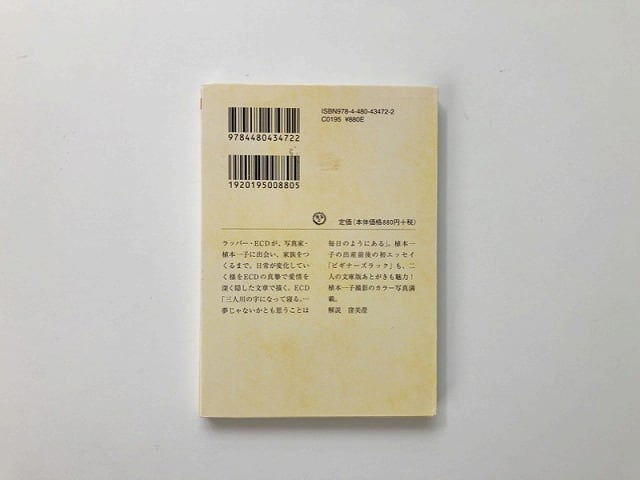 ISBN978-4-480-43472-2
C0195 ¥880E
9784480434722
1920195008805
定価(本体価格880円+税)
ラッパー・ECDが、写真家・
植本一子に出会い、家族をつ
くるまで。日常が変化してい
く様をECDの真摯で愛情を
深く隠した文章で描く。ECD
「三人川の字になって寝る。…
夢じゃないかとも思うことは
毎日のようにある」。植本一
子の出産前後の初エッセイ
「ビギナーズラック」も、二
人の文庫版あとがきも魅力!
植本一子撮影のカラー写真満
載。
解説 窪美澄